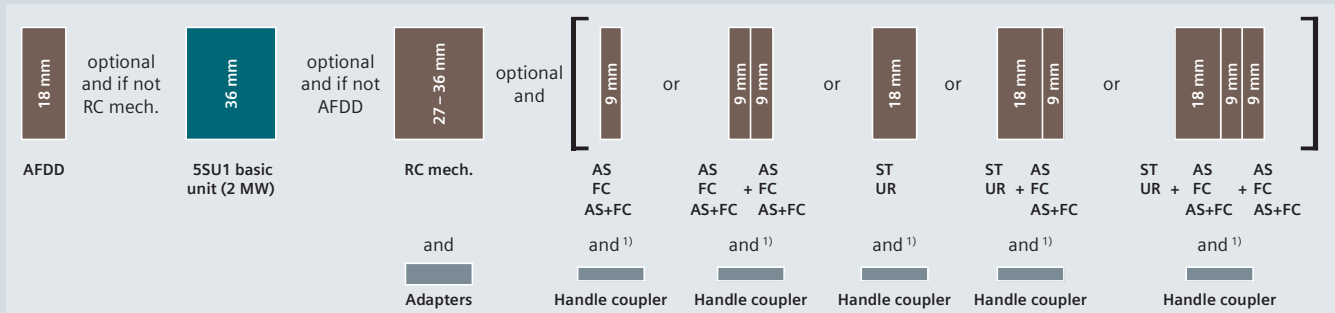 18 mm
optional
and if not
RC mech.
36 mm
optional
and if not
AFDD
27 – 36 mm
optional
and
9 mm
or
9 mm
9 mm
or
18 mm
or
18 mm
9 mm
or
18 mm
9 mm
9 mm
AFDD
5SU1 basic
unit (2 MW)
RC mech.
AS
FC
AS+FC
AS AS
FC + FC
AS+FC AS+FC
ST
UR
ST AS
UR + FC
AS+FC
ST AS AS
UR + FC + FC
AS+FC AS+FC
and
and 1)
and 1)
and 1)
and 1)
and 1)
Adapters
Handle coupler
Handle coupler
Handle coupler
Handle coupler
Handle coupler